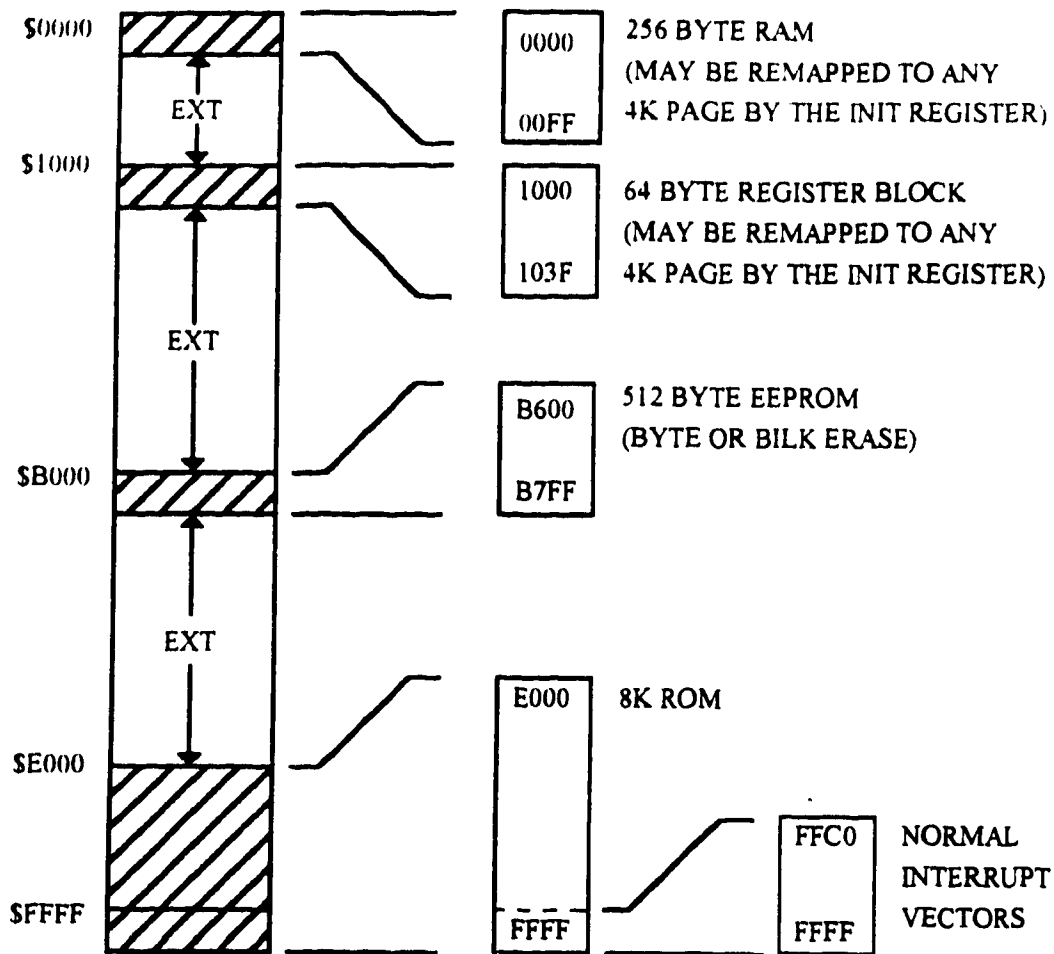 $0000
0000
00FF
256 BYTE RAM
(MAY BE REMAPPED TO ANY
4K PAGE BY THE INIT REGISTER)
EXT
$1000
1000
103F
64 BYTE REGISTER BLOCK
(MAY BE REMAPPED TO ANY
4K PAGE BY THE INIT REGISTER)
EXT
B600
B7FF
512 BYTE EEPROM
(BYTE OR BILK ERASE)
$B000
EXT
E000
8K ROM
$E000
FFC0
NORMAL
INTERRUPT
VECTORS
$FFFF
FFFF
FFFF